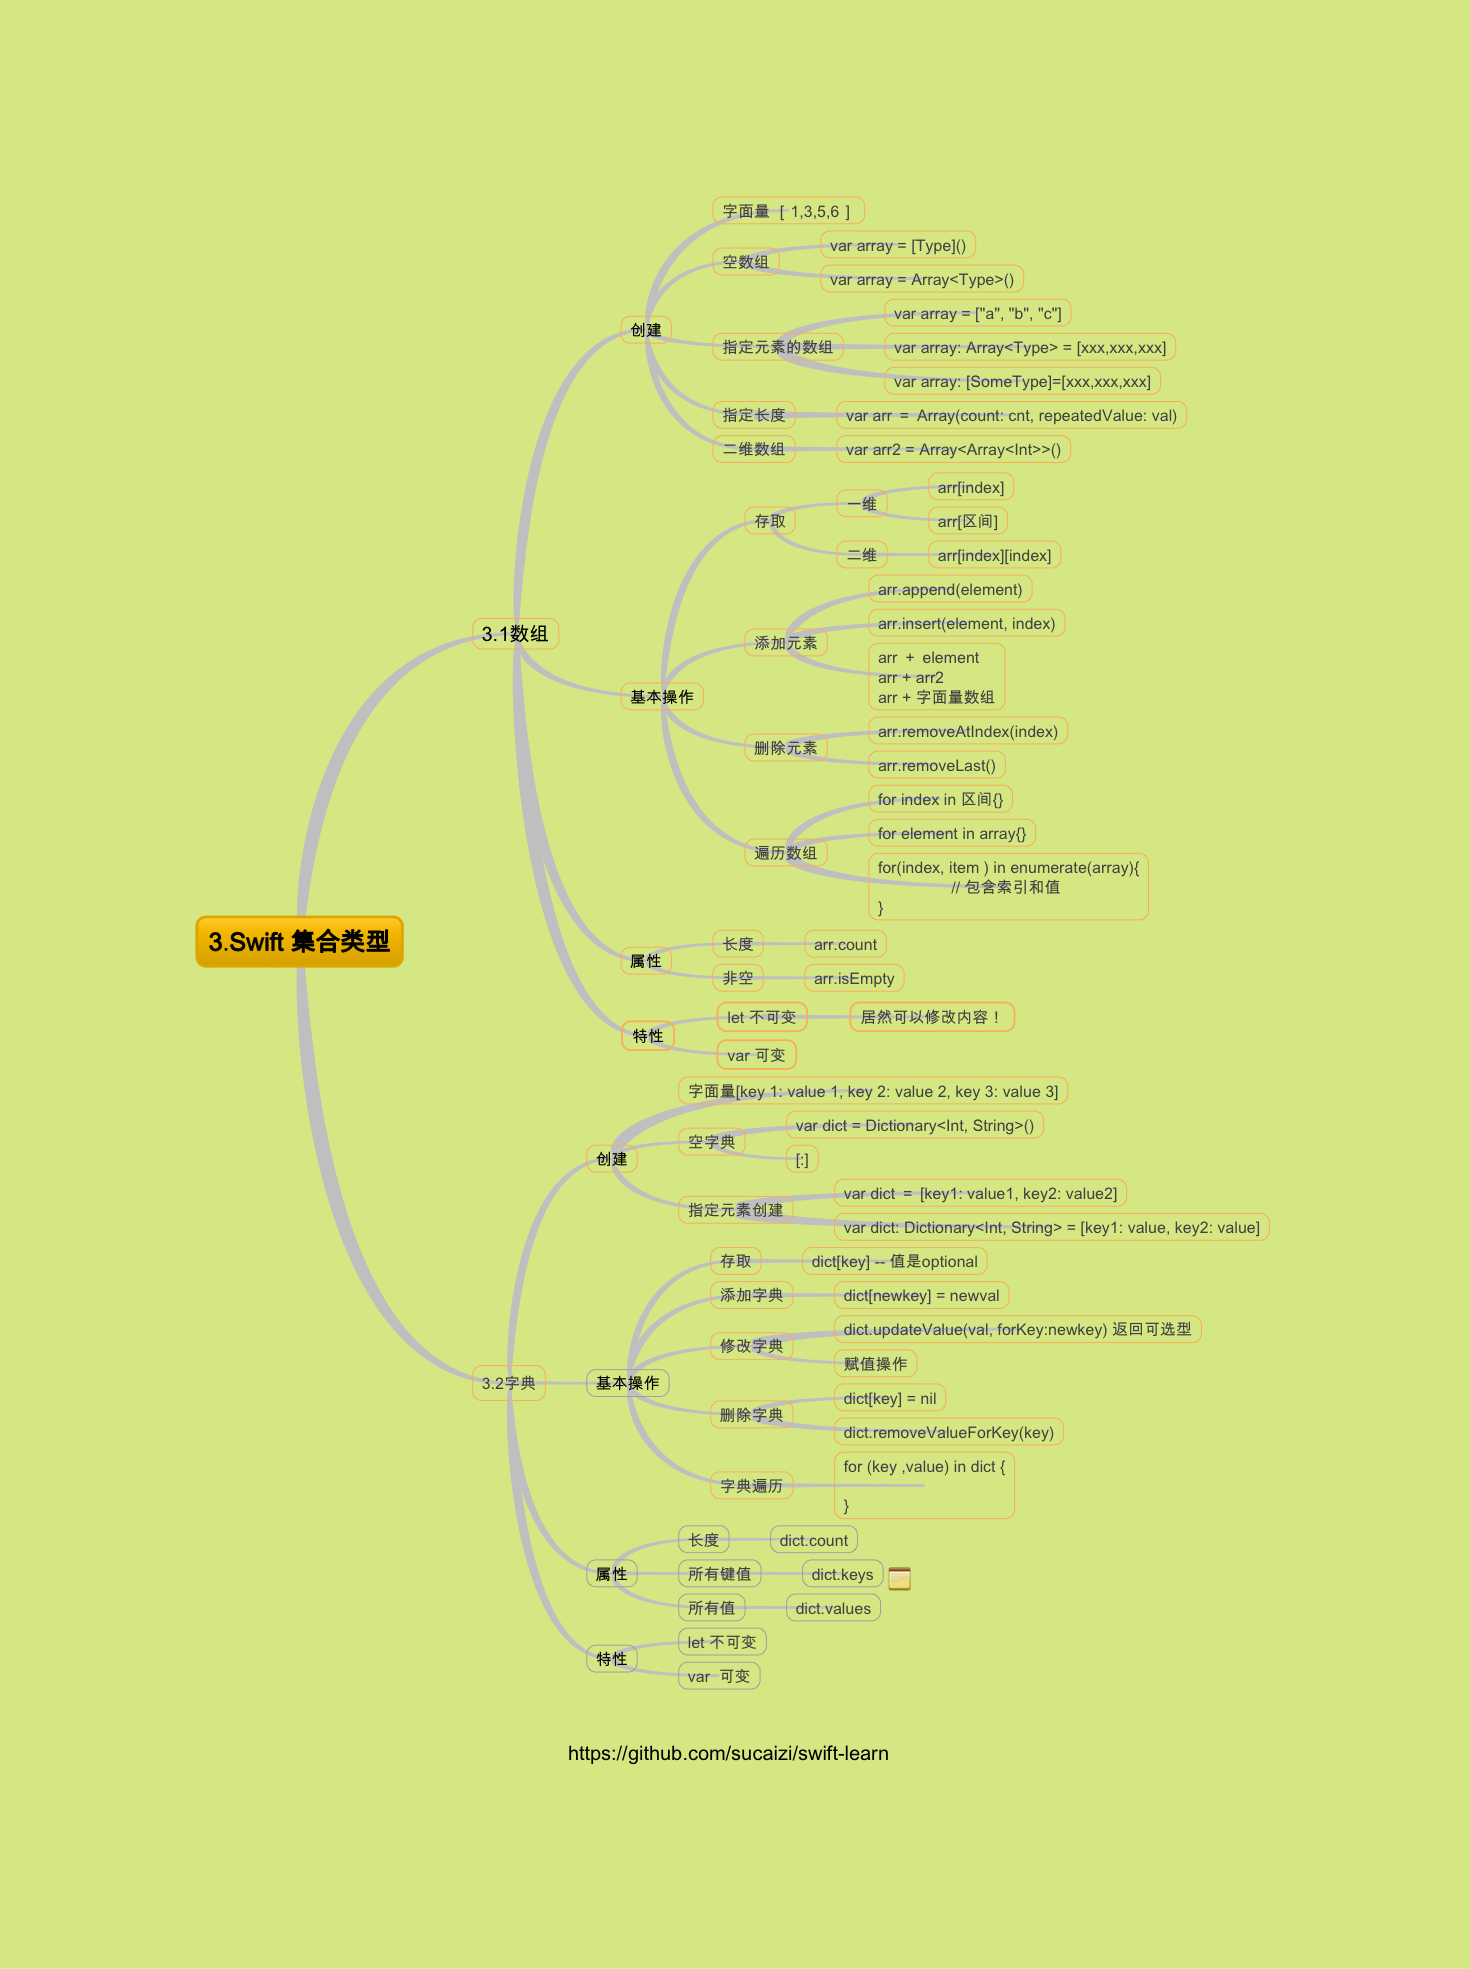 3.Swift 集合类型
3.1数组
创建
字面量  [ 1,3,5,6 ]
空数组
var array = [Type]()
var array = Array<Type>()
指定元素的数组
var array = ["a", "b", "c"]
var array: Array<Type> = [xxx,xxx,xxx]
var array: [SomeType]=[xxx,xxx,xxx]
指定长度
var arr = Array(count: cnt, repeatedValue: val)
二维数组
var arr2 = Array<Array<Int>>()
基本操作
存取
一维
arr[index]
arr[区间]
二维
arr[index][index]
添加元素
arr.append(element)
arr.insert(element, index)
arr + element
arr + arr2
arr + 字面量数组
删除元素
arr.removeAtIndex(index)
arr.removeLast()
遍历数组
for index in 区间{}
for element in array{}
for(index, item ) in enumerate(array){
// 包含索引和值
}
属性
长度
arr.count
非空
arr.isEmpty
特性
let 不可变
居然可以修改内容！
var 可变
3.2字典
创建
字面量[key 1: value 1, key 2: value 2, key 3: value 3]
空字典
var dict = Dictionary<Int, String>()
[:]
指定元素创建
var dict = [key1: value1, key2: value2]
var dict: Dictionary<Int, String> = [key1: value, key2: value]
基本操作
存取
dict[key] -- 值是optional
添加字典
dict[newkey] = newval
修改字典
dict.updateValue(val, forKey:newkey) 返回可选型
赋值操作
删除字典
dict[key] = nil
dict.removeValueForKey(key)
字典遍历
for (key ,value) in dict {
}
属性
长度
dict.count
所有键值
dict.keys
所有值
dict.values
特性
let 不可变
var 可变
https://github.com/sucaizi/swift-learn